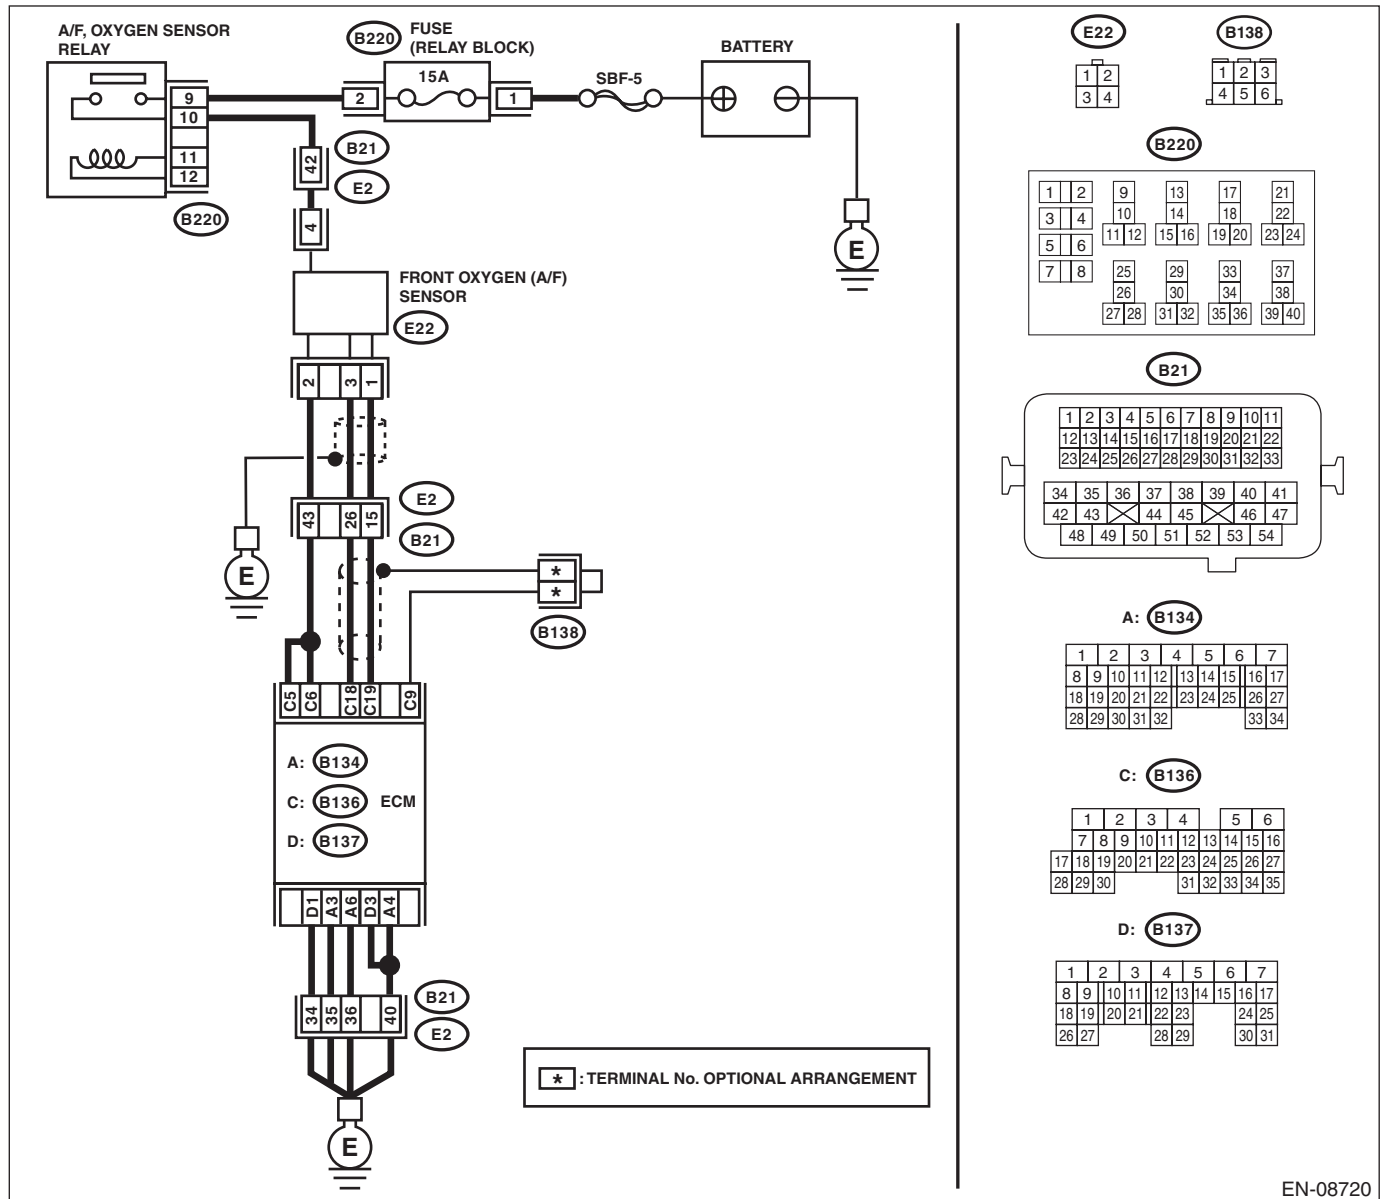 A/F, OXYGEN SENSOR
RELAY
B220
FUSE
(RELAY BLOCK)
15A
SBF-5
BATTERY
9
10
11
12
2
1
B220
42
B21
E2
4
E
FRONT OXYGEN (A/F)
SENSOR
E22
2 3 1
E2
43 26 15
B21
E
*
*
B138
C5 C6 C18 C19 C9
A: B134
C: B136 ECM
D: B137
D1 A3 A6 D3 A4
B21
34 35 36 40
E2
E
* : TERMINAL No. OPTIONAL ARRANGEMENT
E22
1 2
3 4
B138
1 2 3
4 5 6
B220
1 2 9 13 17 21
3 4 10 14 18 22
11 12 15 16 19 20 23 24
5 6
7 8 25 29 33 37
26 30 34 38
27 28 31 32 35 36 39 40
B21
1 2 3 4 5 6 7 8 9 10 11
12 13 14 15 16 17 18 19 20 21 22
23 24 25 26 27 28 29 30 31 32 33
34 35 36 37 38 39 40 41
42 43 44 45 46 47
48 49 50 51 52 53 54
A: B134
1 2 3 4 5 6 7
8 9 10 11 12 13 14 15 16 17
18 19 20 21 22 23 24 25 26 27
28 29 30 31 32 33 34
C: B136
1 2 3 4 5 6
7 8 9 10 11 12 13 14 15 16
17 18 19 20 21 22 23 24 25 26 27
28 29 30 31 32 33 34 35
D: B137
1 2 3 4 5 6 7
8 9 10 11 12 13 14 15 16 17
18 19 20 21 22 23 24 25
26 27 28 29 30 31
EN-08720